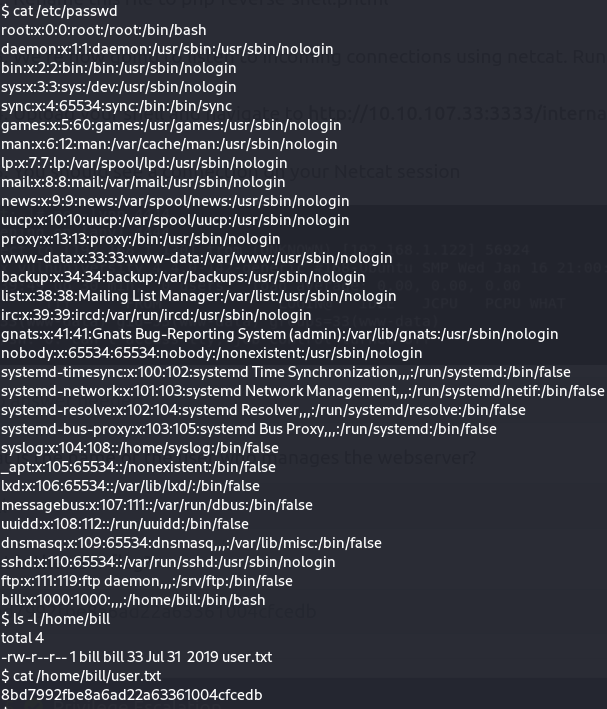 $ cat /etc/passwd
root:x:0:0:root:/root:/bin/bash
daemon:x:1:1:daemon:/usr/sbin:/usr/sbin/nologin
bin:x:2:2:bin:/bin:/usr/sbin/nologin
sys:x:3:3:sys:/dev:/usr/sbin/nologin
sync:x:4:65534:sync:/bin:/bin/sync
games:x:5:60:games:/usr/games:/usr/sbin/nologin
man:x:6:12:man:/var/cache/man:/usr/sbin/nologin
lp:x:7:7:lp:/var/spool/lpd:/usr/sbin/nologin
mail:x:8:8:mail:/var/mail:/usr/sbin/nologin
news:x:9:9:news:/var/spool/news:/usr/sbin/nologin
uucp:x:10:10:uucp:/var/spool/uucp:/usr/sbin/nologin
proxy:x:13:13:proxy:/bin:/usr/sbin/nologin
www-data:x:33:33:www-data:/var/www:/usr/sbin/nologin
backup:x:34:34:backup:/var/backups:/usr/sbin/nologin
list:x:38:38:Mailing List Manager:/var/list:/usr/sbin/nologin
irc:x:39:39:ircd:/var/run/ircd:/usr/sbin/nologin
gnats:x:41:41:Gnats Bug-Reporting System (admin):/var/lib/gnats:/usr/sbin/nologin
nobody:x:65534:65534:nobody:/nonexistent:/usr/sbin/nologin
systemd-timesync:x:100:102:systemd Time Synchronization,,,:/run/systemd:/bin/false
systemd-network:x:101:103:systemd Network Management,,,:/run/systemd/netif:/bin/false
systemd-resolve:x:102:104:systemd Resolver,,,:/run/systemd/resolve:/bin/false
systemd-bus-proxy:x:103:105:systemd Bus Proxy,,,:/run/systemd:/bin/false
syslog:x:104:108::/home/syslog:/bin/false
_apt:x:105:65534::/nonexistent:/bin/false
lxd:x:106:65534::/var/lib/lxd/:/bin/false
messagebus:x:107:111::/var/run/dbus:/bin/false
uuidd:x:108:112::/run/uuidd:/bin/false
dnsmasq:x:109:65534:dnsmasq,,,:/var/lib/misc:/bin/false
sshd:x:110:65534::/var/run/sshd:/usr/sbin/nologin
ftp:x:111:119:ftp daemon,,,:/srv/ftp:/bin/false
bill:x:1000:1000:,,,:/home/bill:/bin/bash
$ ls -l /home/bill
total 4
-rw-r--r-- 1 bill bill 33 Jul 31  2019 user.txt
$ cat /home/bill/user.txt
8bd7992fbe8a6ad22a63361004cfcedb